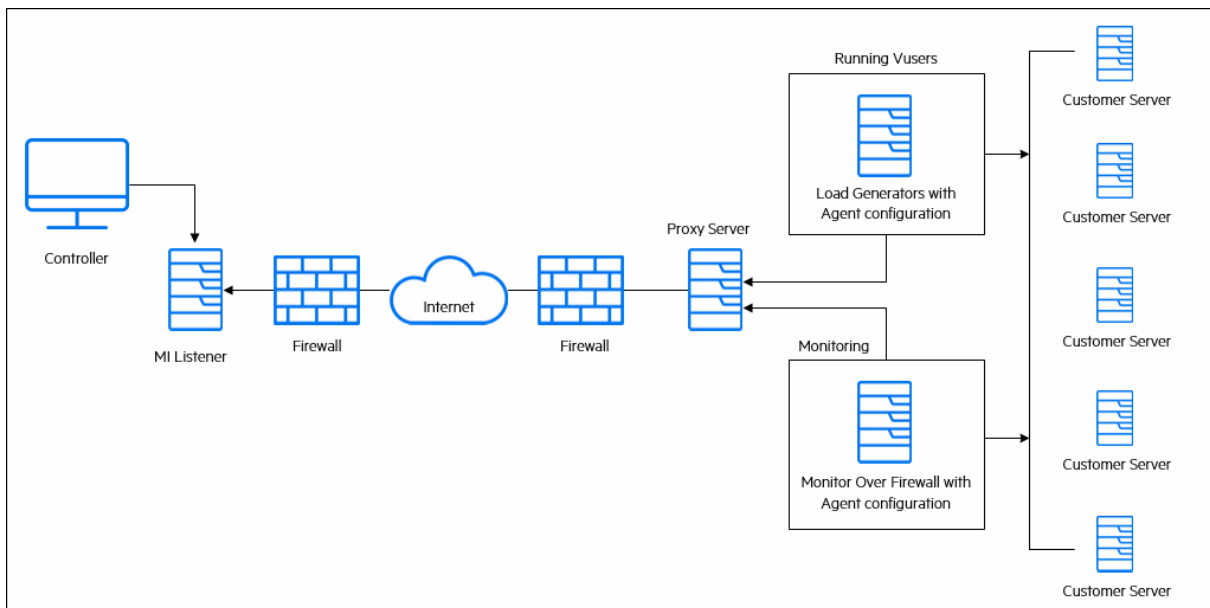 Running Vusers
Customer Server
Load Generators with
Agent configuration
Customer Server
Proxy Server
Controller
Internet
MI Listener
Firewall
Firewall
Customer Server
Monitoring
Monitor Over Firewall with
Agent configuration
Customer Server
Customer Server